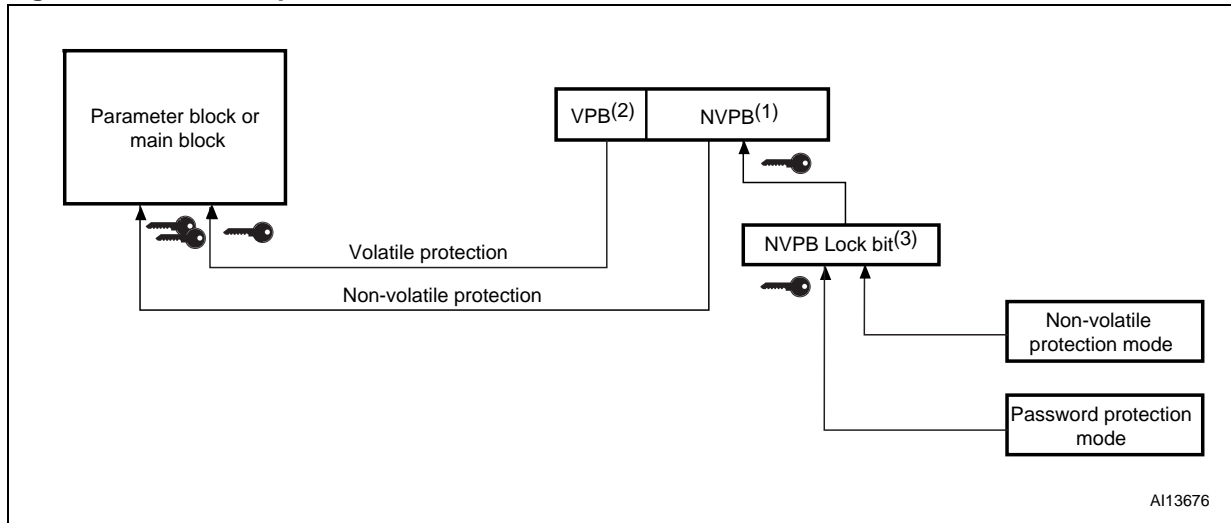 Parameter block or
main block
VPB(2)
NVPB(1)
NVPB Lock bit(3)
Volatile protection
Non-volatile protection
Non-volatile
protection mode
Password protection
mode
AI13676